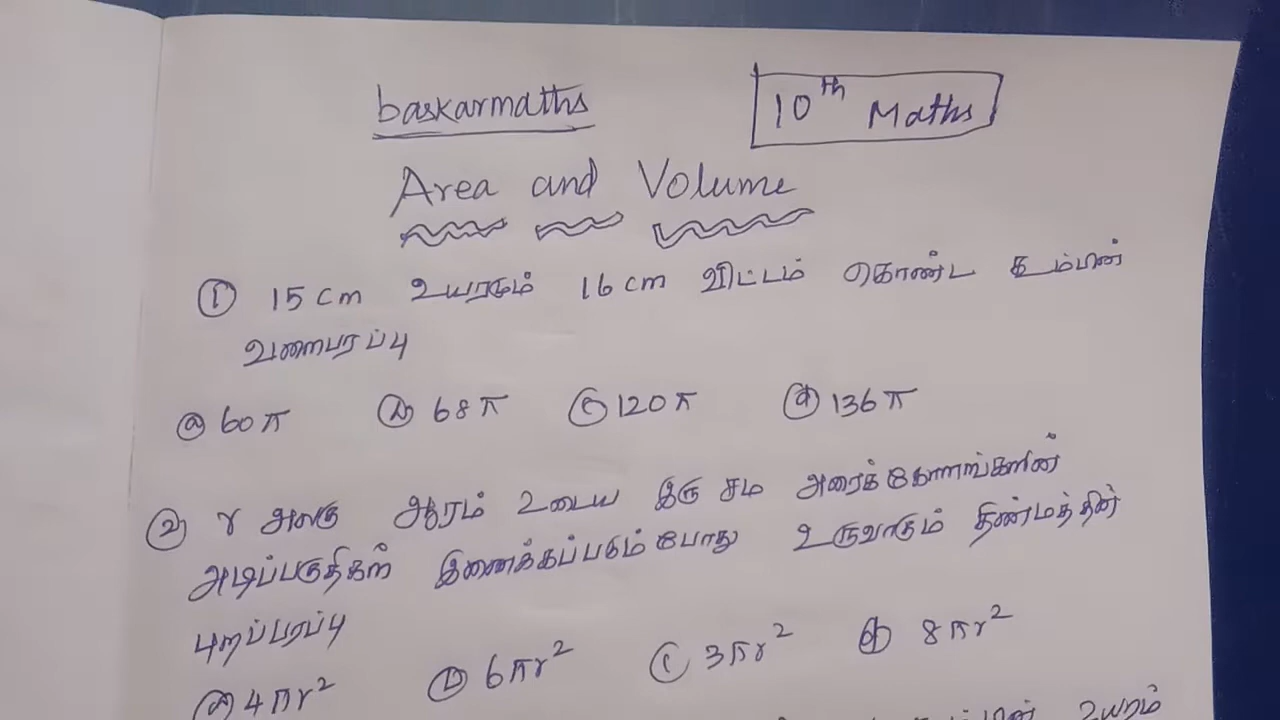 baskarmaths
10th Maths
Area and Volume
① 15 cm உயரமும் 16 cm விட்டம் கொண்ட கூம்பின்
வளைபரப்பு
ⓐ 60π ⓑ 68π ⓒ 120π ⓓ 136π
② r அலகு ஆரம் உடைய இரு சம அரைக்கோளங்களின்
அடிப்பகுதிகள் இணைக்கப்படும்போது உருவாகும் திண்மத்தின்
புறப்பரப்பு
ⓐ 4πr² ⓑ 6πr² ⓒ 3πr² ⓓ 8πr²
உயரம்